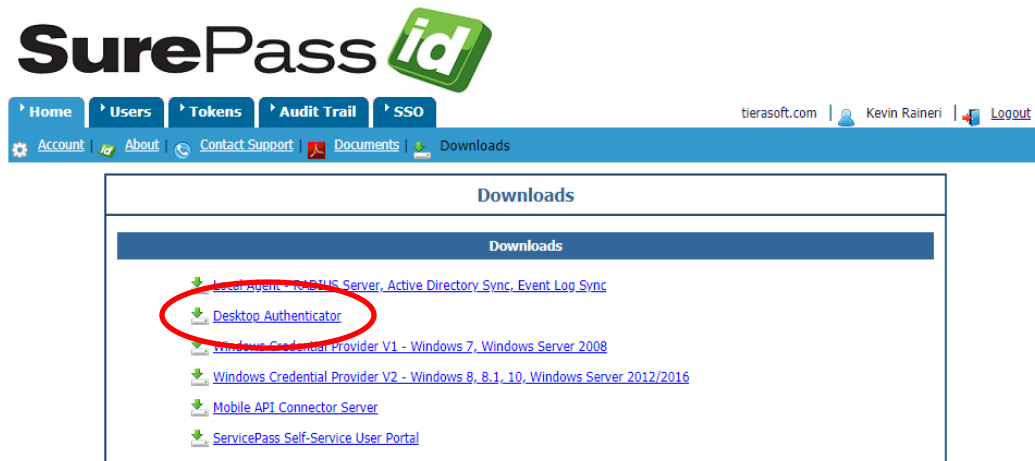 SurePass id
Home Users Tokens Audit Trail SSO tierasoft.com | Kevin Raineri | Logout
Account | About | Contact Support | Documents | Downloads
Downloads
Downloads
Local Agent - RADIUS Server, Active Directory Sync, Event Log Sync
Desktop Authenticator
Windows Credential Provider V1 - Windows 7, Windows Server 2008
Windows Credential Provider V2 - Windows 8, 8.1, 10, Windows Server 2012/2016
Mobile API Connector Server
ServicePass Self-Service User Portal